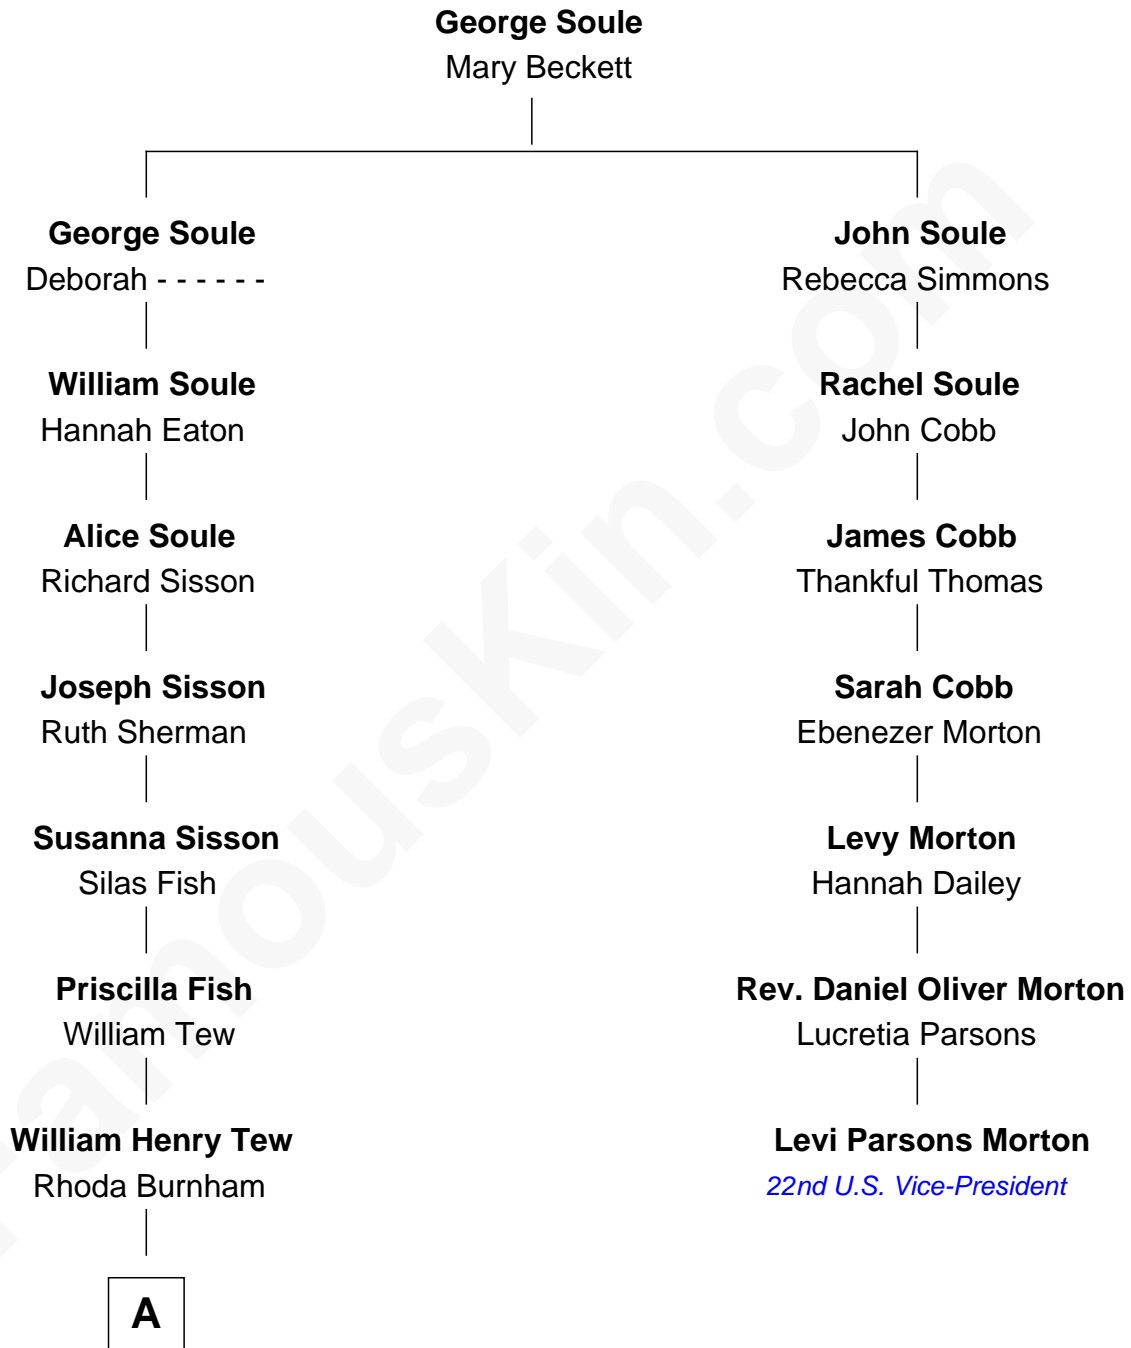 George Soule
Mary Beckett
George Soule
Deborah - - - - - -
John Soule
Rebecca Simmons
William Soule
Hannah Eaton
Rachel Soule
John Cobb
Alice Soule
Richard Sisson
James Cobb
Thankful Thomas
Joseph Sisson
Ruth Sherman
Sarah Cobb
Ebenezer Morton
Susanna Sisson
Silas Fish
Levy Morton
Hannah Dailey
Priscilla Fish
William Tew
Rev. Daniel Oliver Morton
Lucretia Parsons
William Henry Tew
Rhoda Burnham
Levi Parsons Morton
22nd U.S. Vice-President
A
FamousKin.com